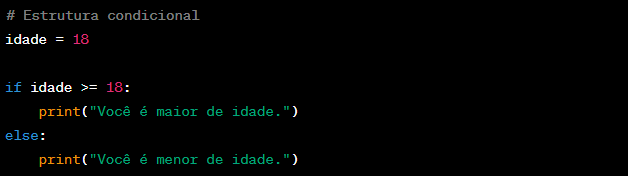 # Estrutura condicional
idade = 18
if idade >= 18:
    print("Você é maior de idade.")
else:
    print("Você é menor de idade.")